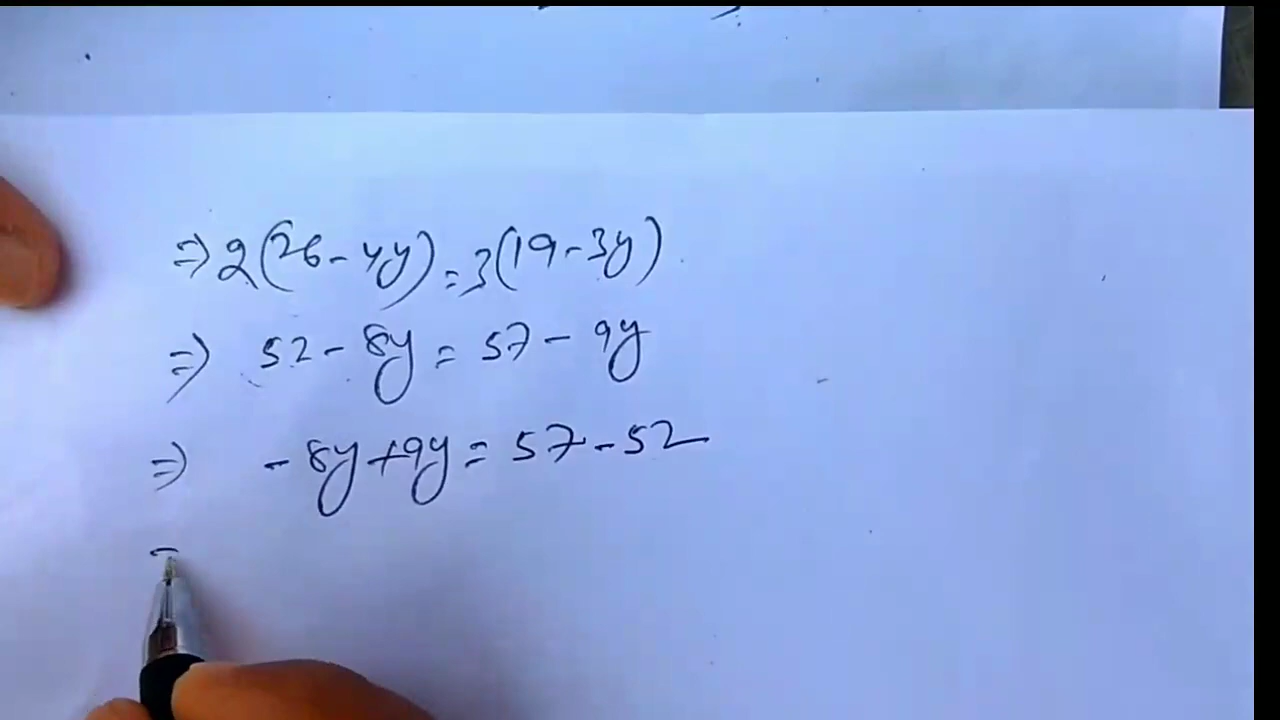 ⇒ 2(26-4y) = 3(19-3y)
⇒ 52 - 8y = 57 - 9y
⇒ -8y + 9y = 57 - 52
=